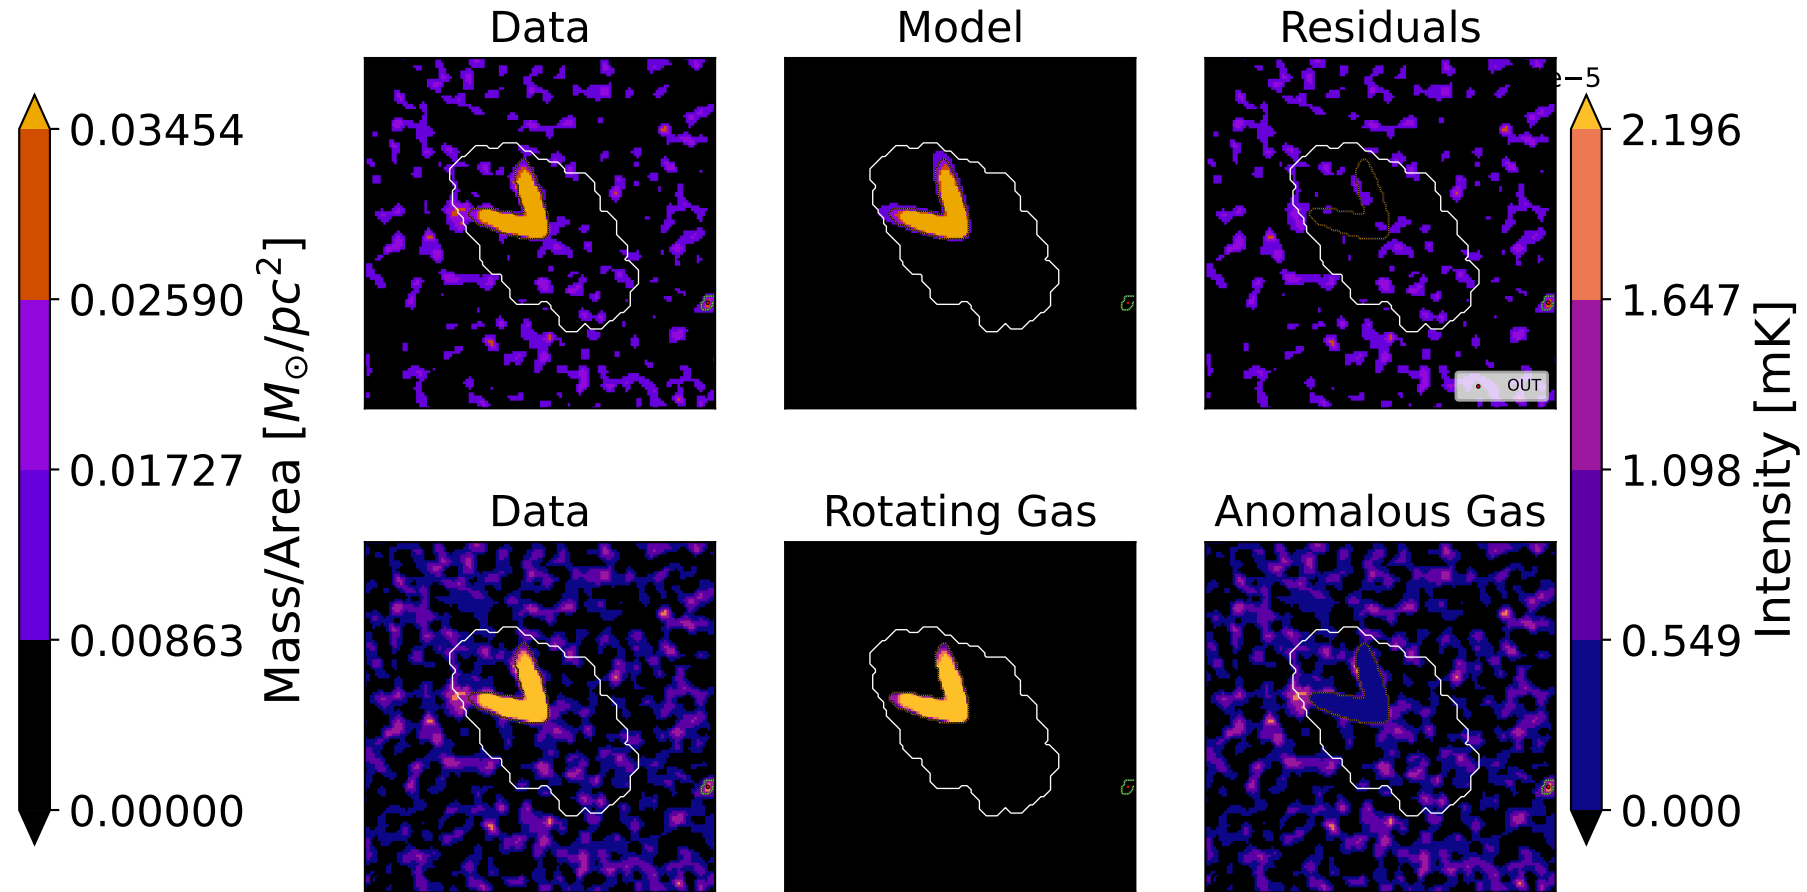 Data
Model
Residuals
e−5
0.03454
0.02590
0.01727
0.00863
0.00000
Mass/Area [M⊙/pc²]
OUT
2.196
1.647
1.098
0.549
0.000
Intensity [mK]
Data
Rotating Gas
Anomalous Gas